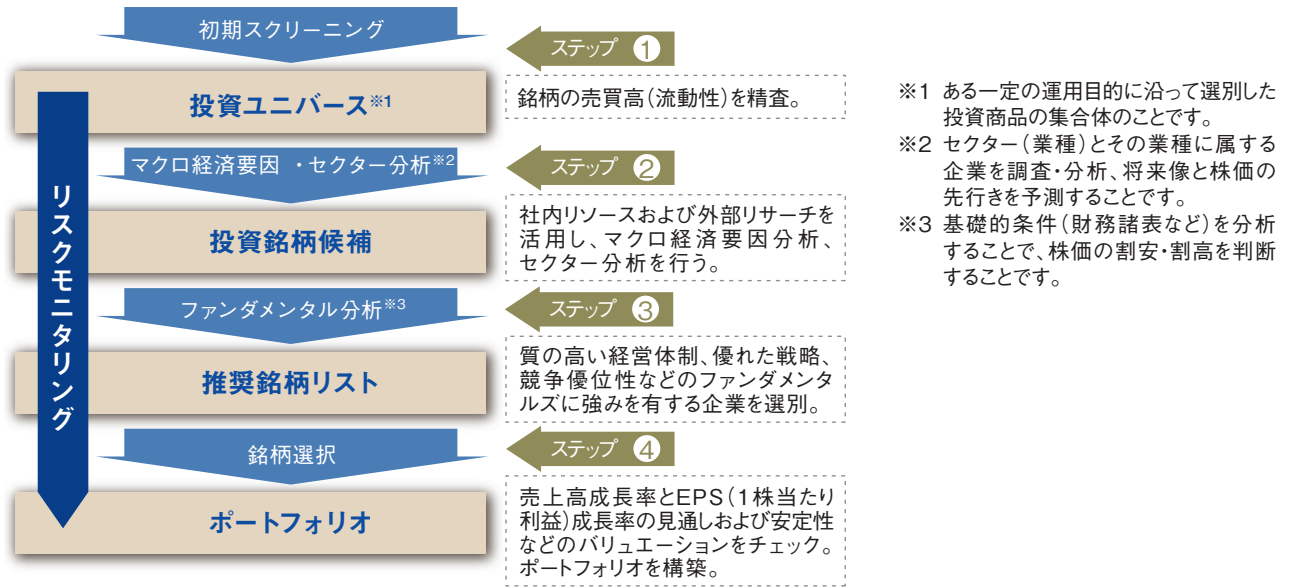 初期スクリーニング
ステップ ❶
投資ユニバース※1
銘柄の売買高(流動性)を精査。
マクロ経済要因 ・セクター分析※2
ステップ ❷
投資銘柄候補
社内リソースおよび外部リサーチを
活用し、マクロ経済要因分析、
セクター分析を行う。
ファンダメンタル分析※3
ステップ ❸
推奨銘柄リスト
質の高い経営体制、優れた戦略、
競争優位性などのファンダメンタ
ルズに強みを有する企業を選別。
銘柄選択
ステップ ❹
ポートフォリオ
売上高成長率とEPS(1株当たり
利益)成長率の見通しおよび安定性
などのバリュエーションをチェック。
ポートフォリオを構築。
リスクモニタリング
※1 ある一定の運用目的に沿って選別した
投資商品の集合体のことです。
※2 セクター(業種)とその業種に属する
企業を調査・分析、将来像と株価の
先行きを予測することです。
※3 基礎的条件(財務諸表など)を分析
することで、株価の割安・割高を判断
することです。